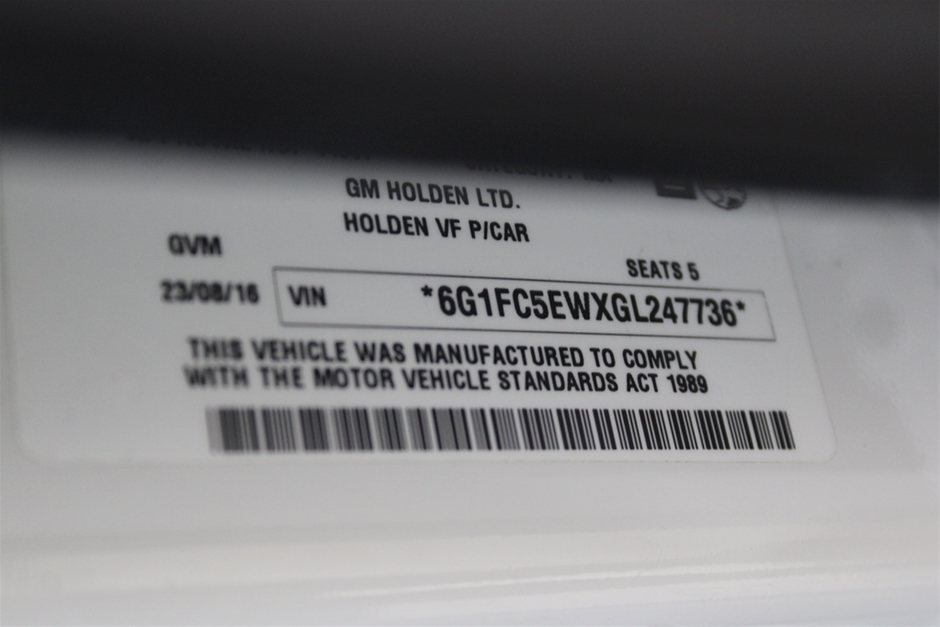 GM HOLDEN LTD.
HOLDEN VF P/CAR
GVM
SEATS 5
23/08/16 VIN *6G1FC5EWXGL247736*
THIS VEHICLE WAS MANUFACTURED TO COMPLY
WITH THE MOTOR VEHICLE STANDARDS ACT 1989